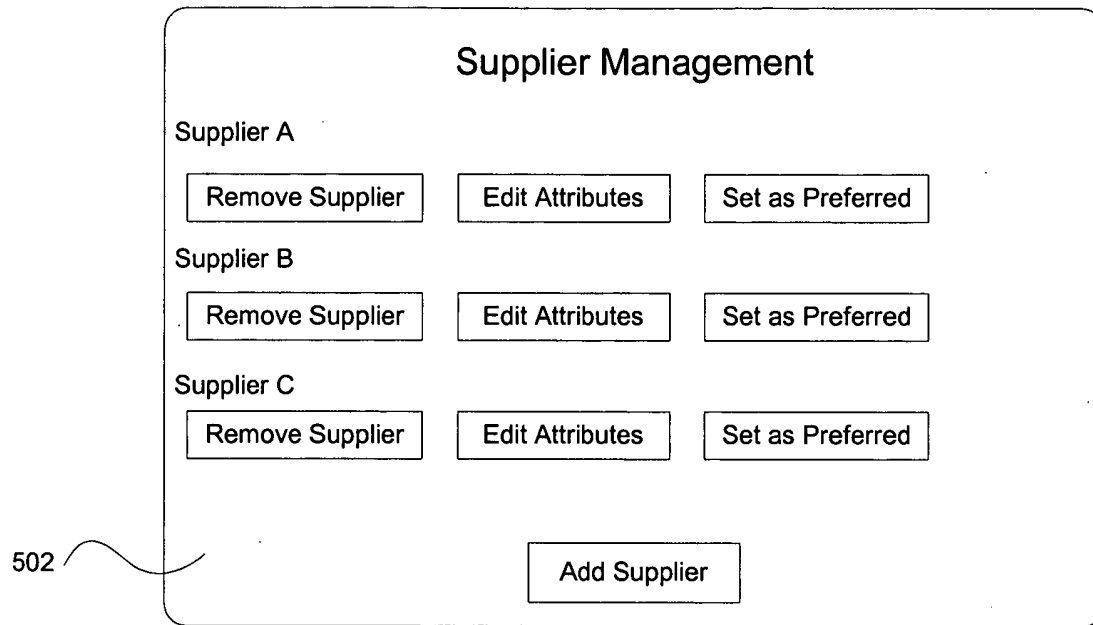 Supplier Management
Supplier A
Remove Supplier Edit Attributes Set as Preferred
Supplier B
Remove Supplier Edit Attributes Set as Preferred
Supplier C
Remove Supplier Edit Attributes Set as Preferred
502
Add Supplier